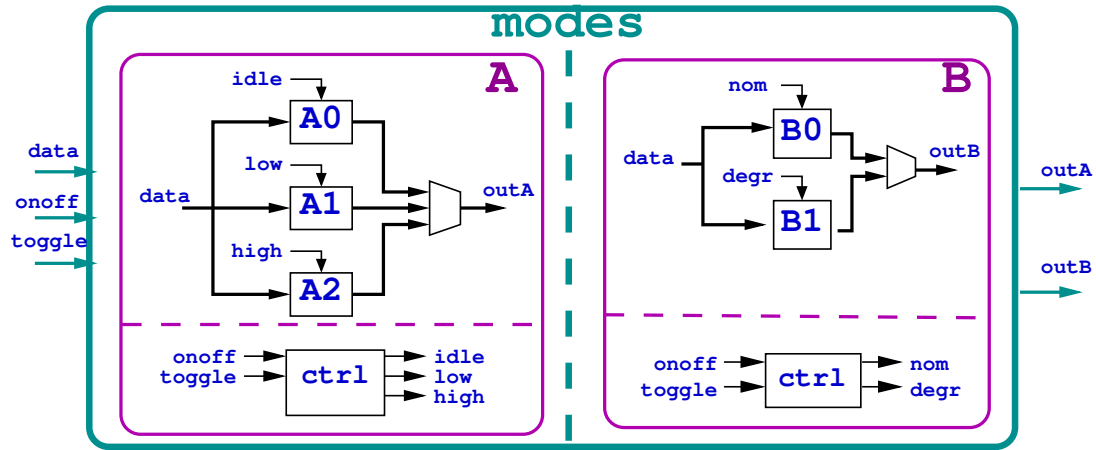 modes
data
onoff
toggle
A
idle
A0
low
data
A1
outA
high
A2
onoff
toggle
ctrl
idle
low
high
B
nom
B0
data
outB
degr
B1
onoff
toggle
ctrl
nom
degr
outA
outB